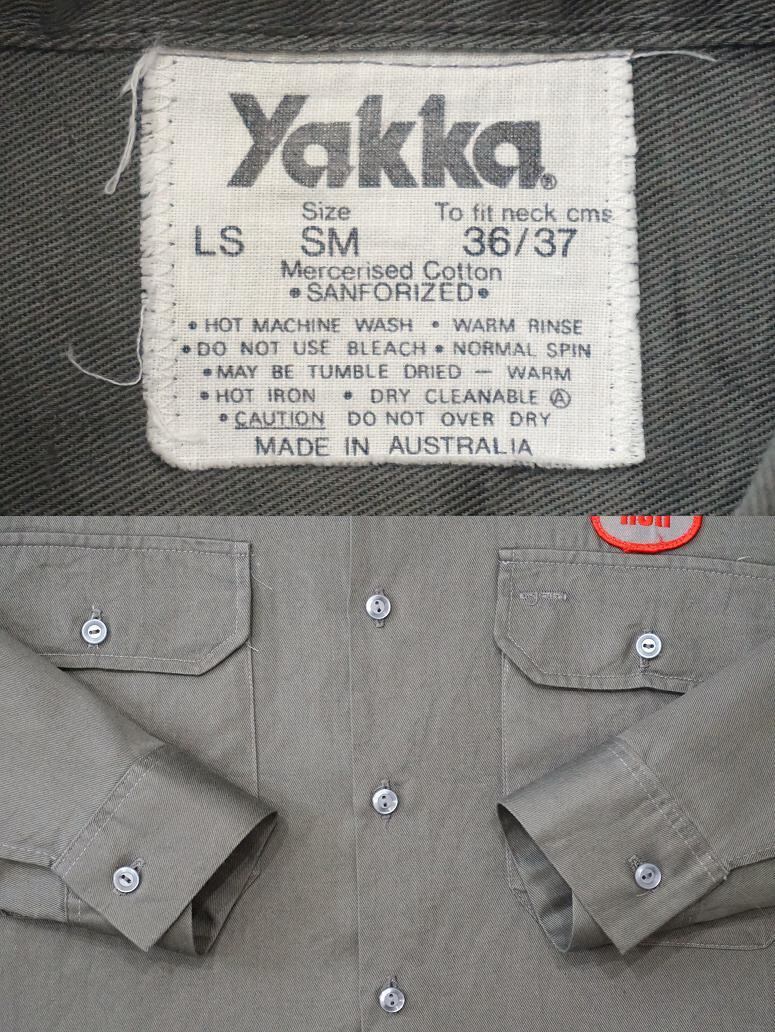 Yakka®
Size To fit neck cms
LS SM 36/37
Mercerised Cotton
•SANFORIZED•
• HOT MACHINE WASH • WARM RINSE
•DO NOT USE BLEACH • NORMAL SPIN
•MAY BE TUMBLE DRIED — WARM
•HOT IRON • DRY CLEANABLE Ⓐ
•CAUTION DO NOT OVER DRY
MADE IN AUSTRALIA